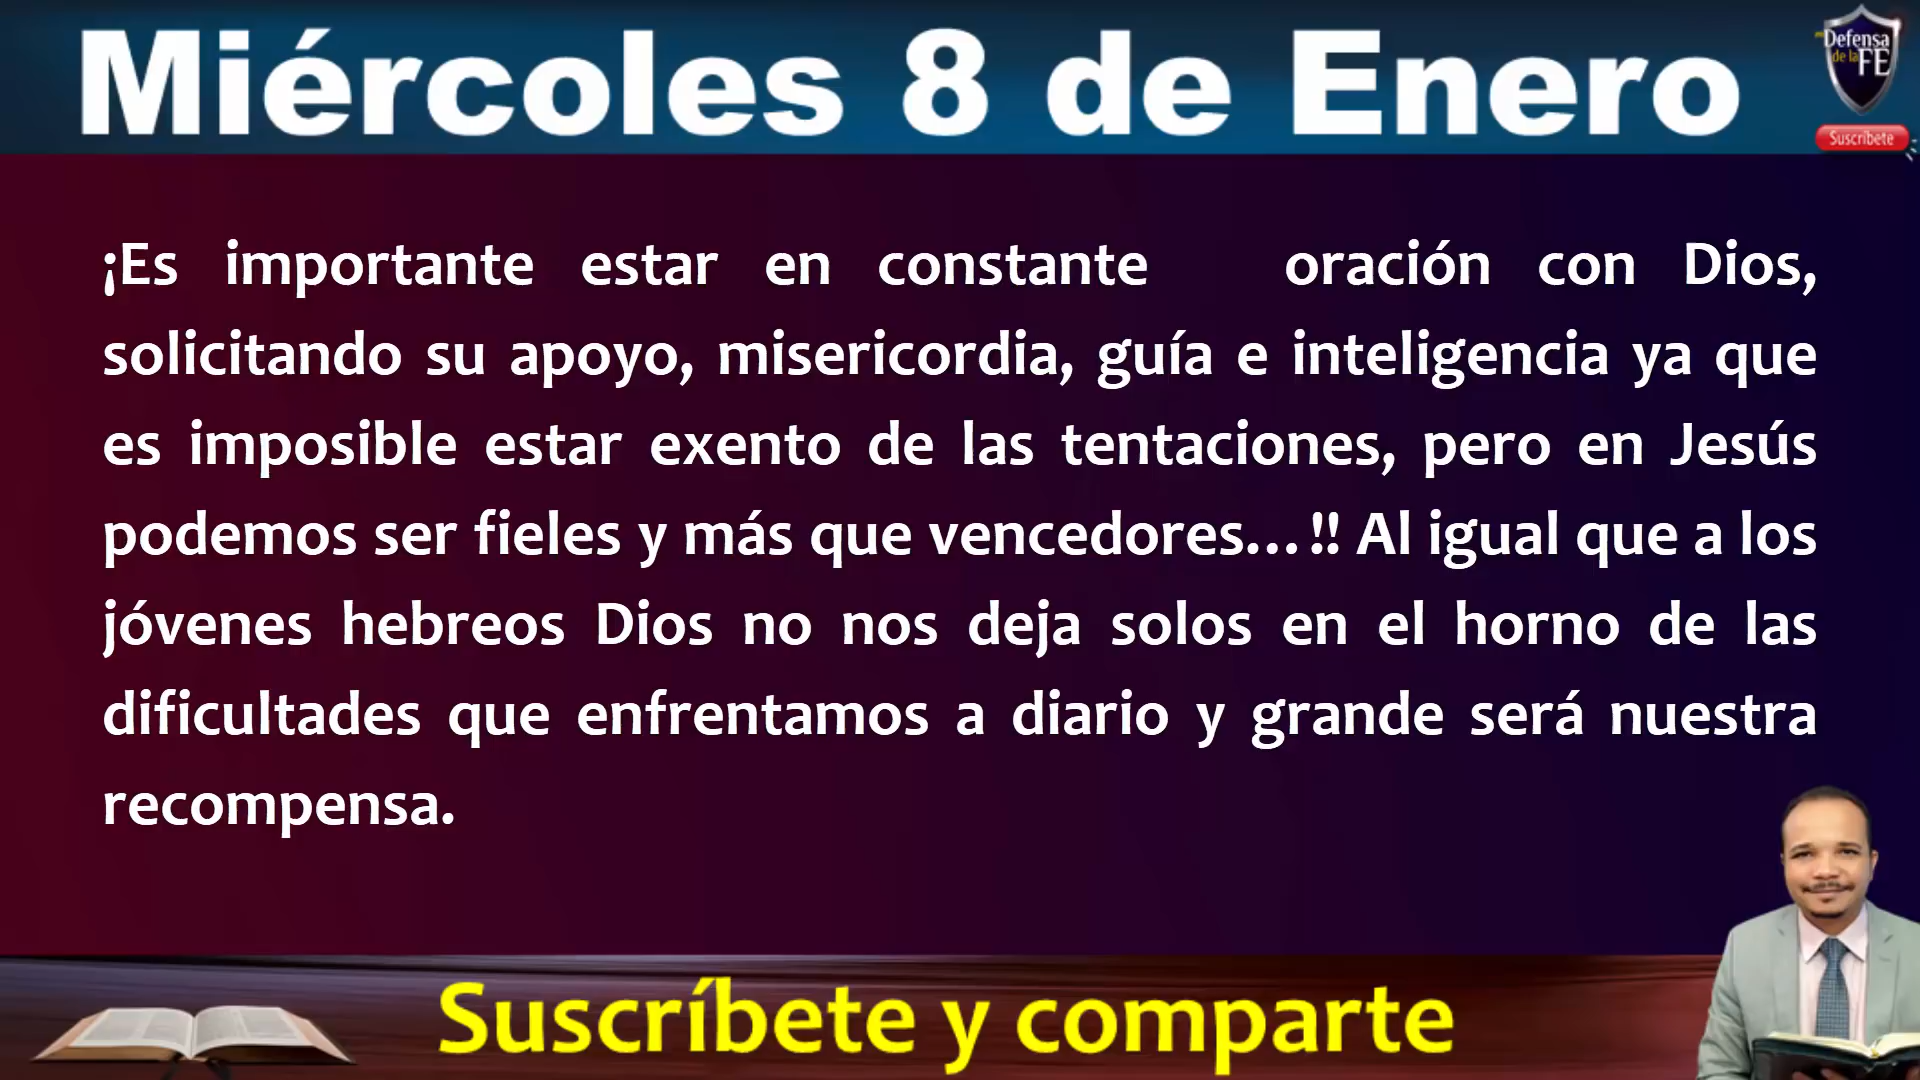 Miércoles 8 de Enero
Defensa
de la FE
Suscríbete
¡Es importante estar en constante oración con Dios,
solicitando su apoyo, misericordia, guía e inteligencia ya que
es imposible estar exento de las tentaciones, pero en Jesús
podemos ser fieles y más que vencedores...!! Al igual que a los
jóvenes hebreos Dios no nos deja solos en el horno de las
dificultades que enfrentamos a diario y grande será nuestra
recompensa.
Suscríbete y comparte